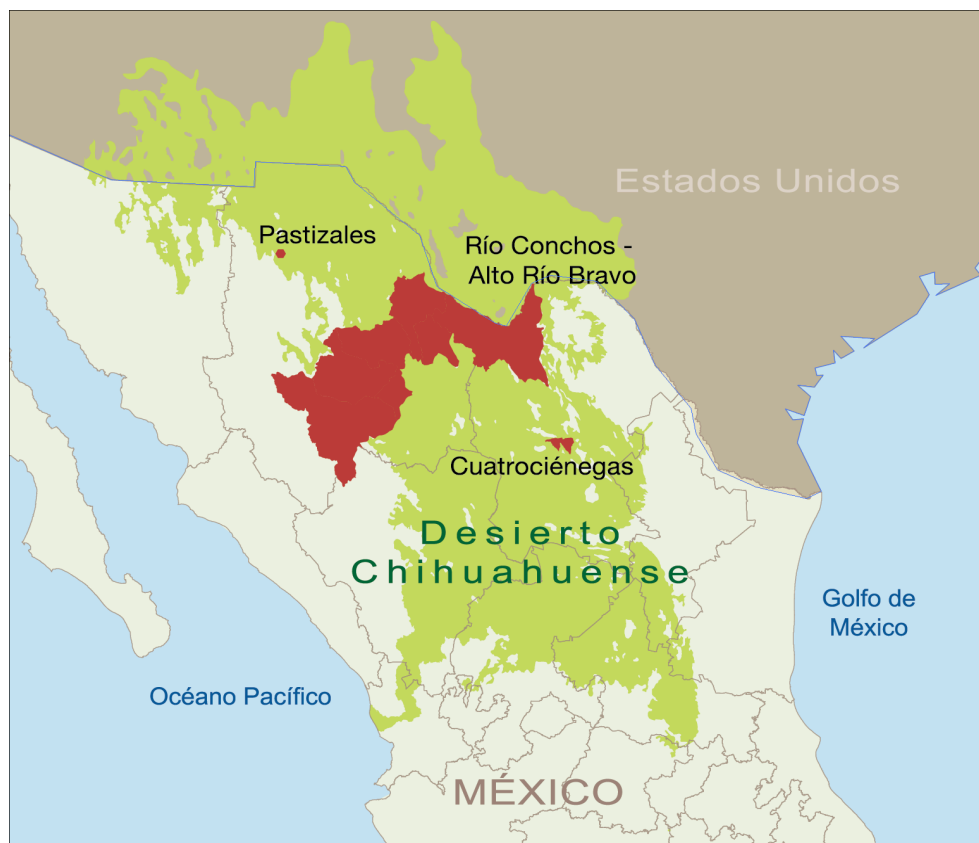 Estados Unidos
Pastizales
Río Conchos -
Alto Río Bravo
Cuatrociénegas
Desierto
Chihuahuense
Golfo de
México
Océano Pacífico
MÉXICO